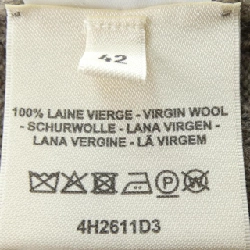 42
100% LAINE VIERGE - VIRGIN WOOL
- SCHURWOLLE - LANA VIRGEN -
LANA VERGINE - LÃ VIRGEM
P W
4H2611D3